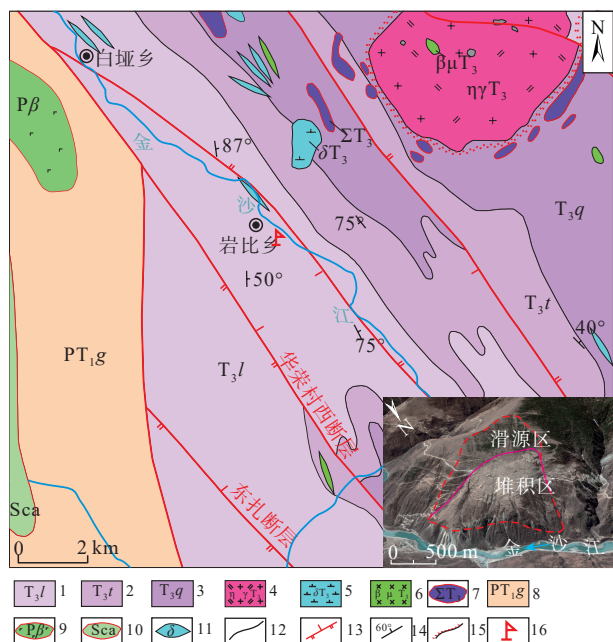 N
白垭乡
Pβ
βμT₃
ηγT₃
ΣT₃
δT₃
金
87°
沙
T₃q
岩比乡
75°
50°
T₃t
江
40°
75°
PT₁g
T₃l
华荣村西断层
东扎断层
Sca
0 2 km
N
滑源区
堆积区
0 500 m
金 沙 江
T₃l 1
T₃t 2
T₃q 3
ηγT₃ 4
δT₃ 5
βμT₃ 6
ΣT₃ 7
PT₁g 8
Pβ 9
Sca 10
δ 11
12
13
60° 14
15
16